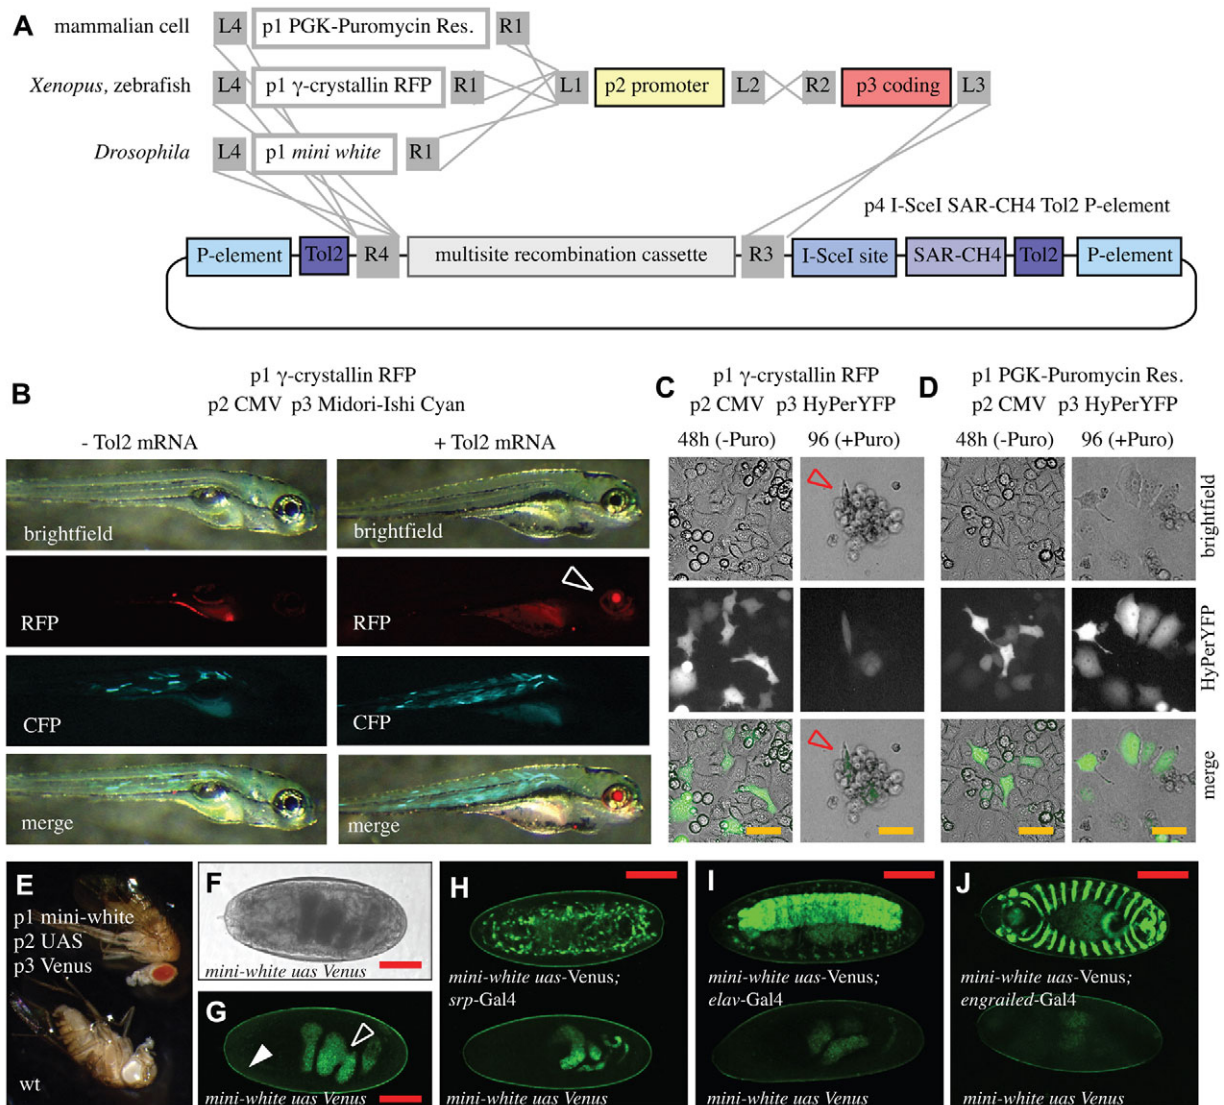 A
mammalian cell L4 p1 PGK-Puromycin Res. R1
Xenopus, zebrafish L4 p1 γ-crystallin RFP R1 L1 p2 promoter L2 R2 p3 coding L3
Drosophila L4 p1 mini white R1
p4 I-SceI SAR-CH4 Tol2 P-element
P-element Tol2 R4 multisite recombination cassette R3 I-SceI site SAR-CH4 Tol2 P-element
B
p1 γ-crystallin RFP
p2 CMV p3 Midori-Ishi Cyan
- Tol2 mRNA + Tol2 mRNA
brightfield brightfield
RFP RFP
CFP CFP
merge merge
C
p1 γ-crystallin RFP
p2 CMV p3 HyPerYFP
48h (-Puro) 96 (+Puro)
D
p1 PGK-Puromycin Res.
p2 CMV p3 HyPerYFP
48h (-Puro) 96 (+Puro)
brightfield
HyPerYFP
merge
E
p1 mini-white
p2 UAS
p3 Venus
wt
F
mini-white uas Venus
G
mini-white uas Venus
H
mini-white uas-Venus;
srp-Gal4
mini-white uas Venus
I
mini-white uas-Venus;
elav-Gal4
mini-white uas Venus
J
mini-white uas-Venus;
engrailed-Gal4
mini-white uas Venus